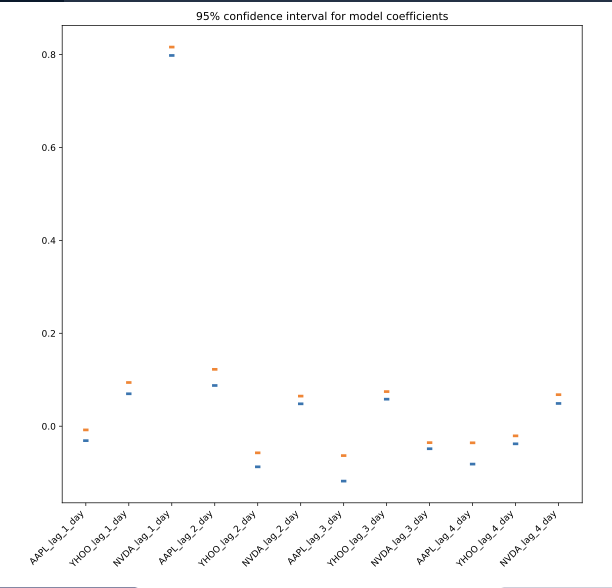 95% confidence interval for model coefficients
0.8
0.6
0.4
0.2
0.0
AAPL_lag_1_day
YHOO_lag_1_day
NVDA_lag_1_day
AAPL_lag_2_day
YHOO_lag_2_day
NVDA_lag_2_day
AAPL_lag_3_day
YHOO_lag_3_day
NVDA_lag_3_day
AAPL_lag_4_day
YHOO_lag_4_day
NVDA_lag_4_day